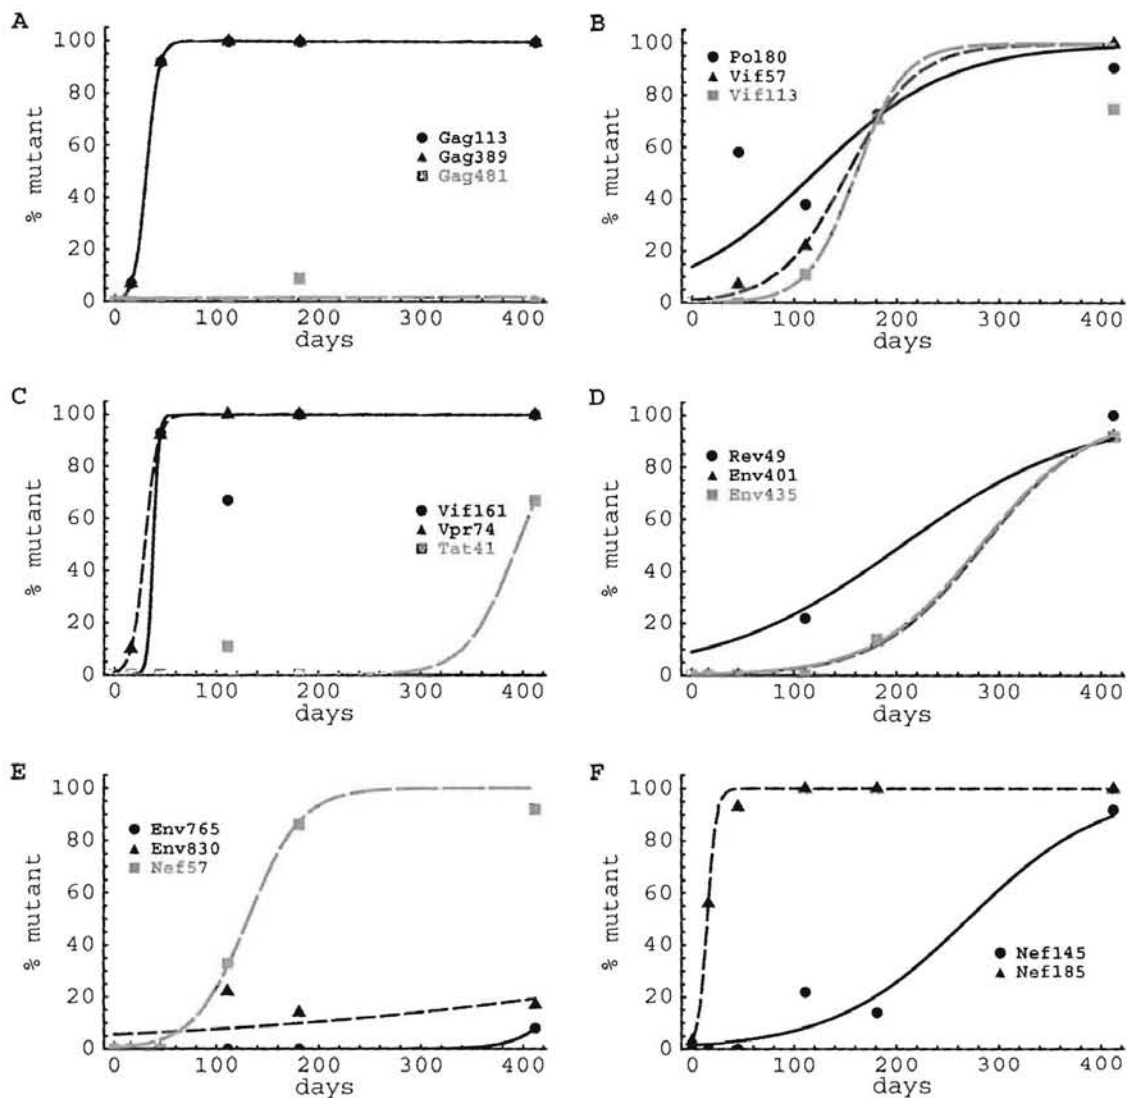 A
% mutant
100
80
60
40
20
0
Gag113
Gag389
Gag481
0 100 200 300 400
days
B
% mutant
100
80
60
40
20
0
Pol80
Vif57
Vif113
0 100 200 300 400
days
C
% mutant
100
80
60
40
20
0
Vif161
Vpr74
Tat41
0 100 200 300 400
days
D
% mutant
100
80
60
40
20
0
Rev49
Env401
Env435
0 100 200 300 400
days
E
% mutant
100
80
60
40
20
0
Env765
Env830
Nef57
0 100 200 300 400
days
F
% mutant
100
80
60
40
20
0
Nef145
Nef185
0 100 200 300 400
days